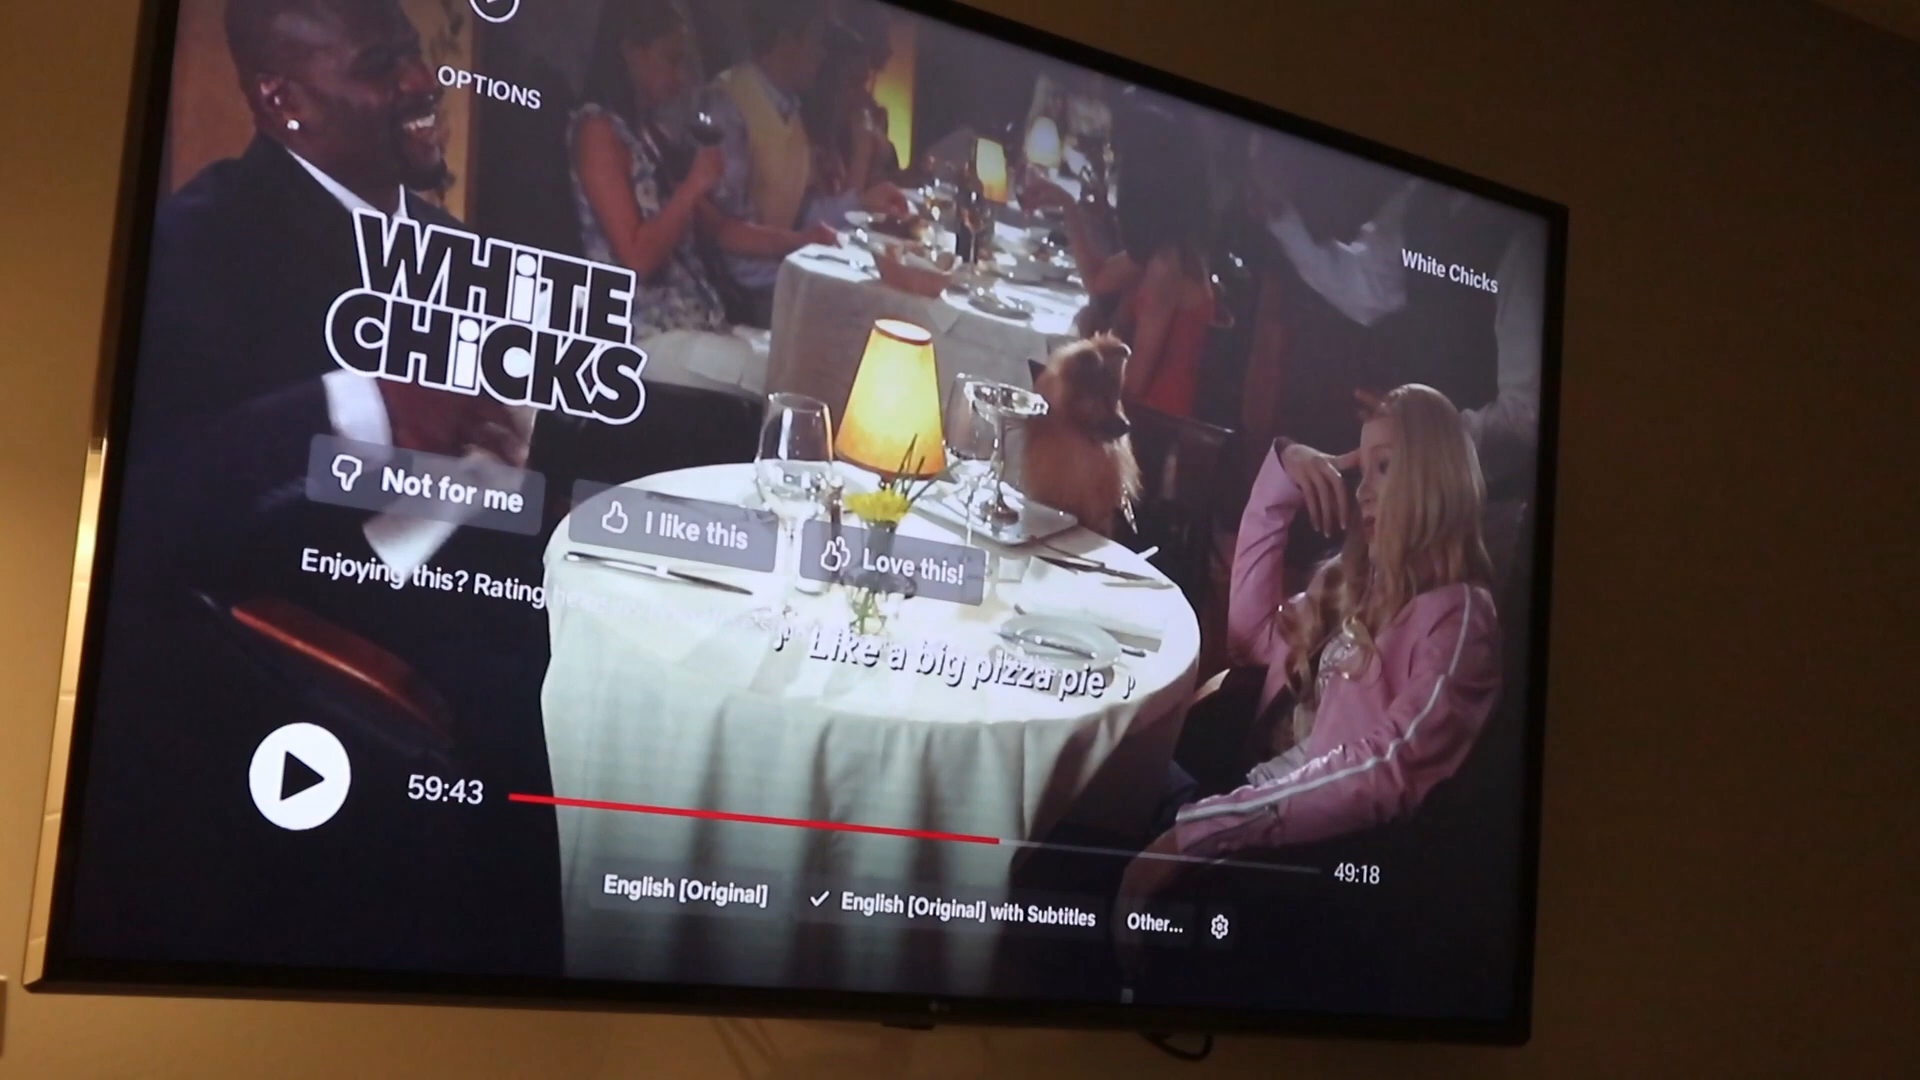 OPTIONS
White Chicks
WHiTE
CHiCKS
Not for me
I like this
Love this!
Enjoying this? Rating
♪ Like a big pizza pie ♪
59:43
49:18
English [Original]
✓ English [Original] with Subtitles
Other...